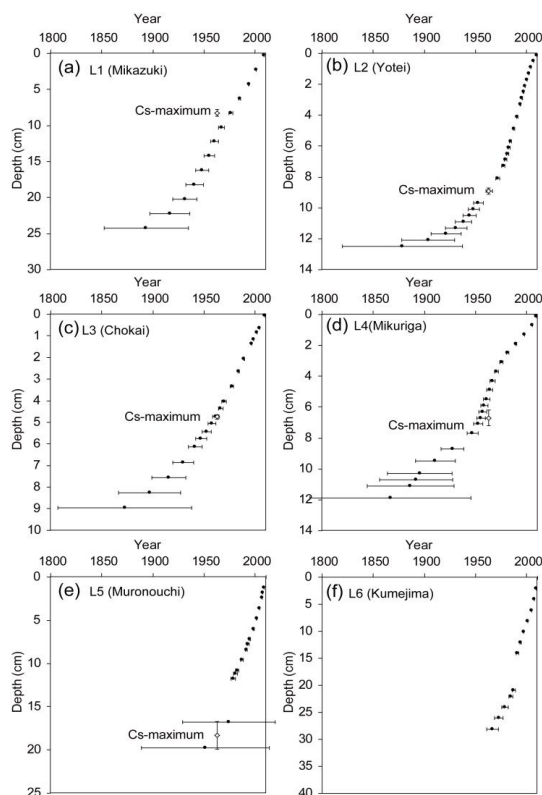 Year
1800 1850 1900 1950 2000
0
5
10
15
20
25
30
Depth (cm)
(a) L1 (Mikazuki)
Cs-maximum
Year
1800 1850 1900 1950 2000
0
2
4
6
8
10
12
14
Depth (cm)
(b) L2 (Yotei)
Cs-maximum
Year
1800 1850 1900 1950 2000
0
1
2
3
4
5
6
7
8
9
10
Depth (cm)
(c) L3 (Chokai)
Cs-maximum
Year
1800 1850 1900 1950 2000
0
2
4
6
8
10
12
14
Depth (cm)
(d) L4(Mikuriga)
Cs-maximum
Year
1800 1850 1900 1950 2000
0
5
10
15
20
25
Depth (cm)
(e) L5 (Muronouchi)
Cs-maximum
Year
1800 1850 1900 1950 2000
0
5
10
15
20
25
30
35
40
Depth (cm)
(f) L6 (Kumejima)